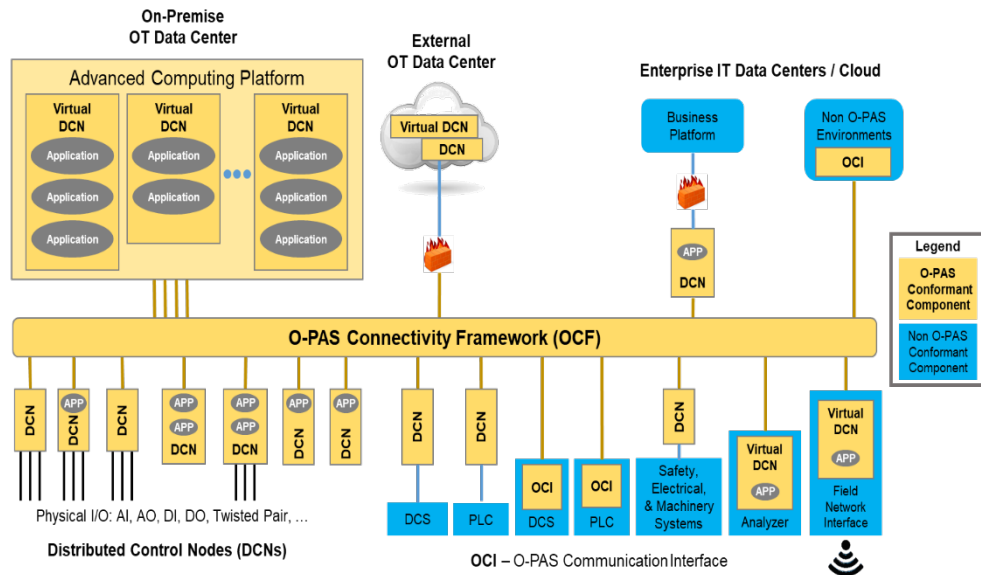 On-Premise
OT Data Center
External
OT Data Center
Enterprise IT Data Centers / Cloud
Advanced Computing Platform
Virtual
DCN
Application
Application
Application
Virtual
DCN
Application
Application
Virtual
DCN
Application
Application
Application
Virtual DCN
DCN
Business
Platform
Non O-PAS
Environments
OCI
APP
DCN
Legend
O-PAS
Conformant
Component
Non O-PAS
Conformant
Component
O-PAS Connectivity Framework (OCF)
DCN
APP
DCN
DCN
APP
APP
DCN
APP
APP
DCN
APP
DCN
APP
DCN
DCN
DCS
DCN
PLC
OCI
DCS
OCI
PLC
DCN
Safety,
Electrical,
& Machinery
Systems
Virtual
DCN
APP
Analyzer
Virtual
DCN
APP
Field
Network
Interface
Physical I/O: AI, AO, DI, DO, Twisted Pair, …
Distributed Control Nodes (DCNs)
OCI – O-PAS Communication Interface